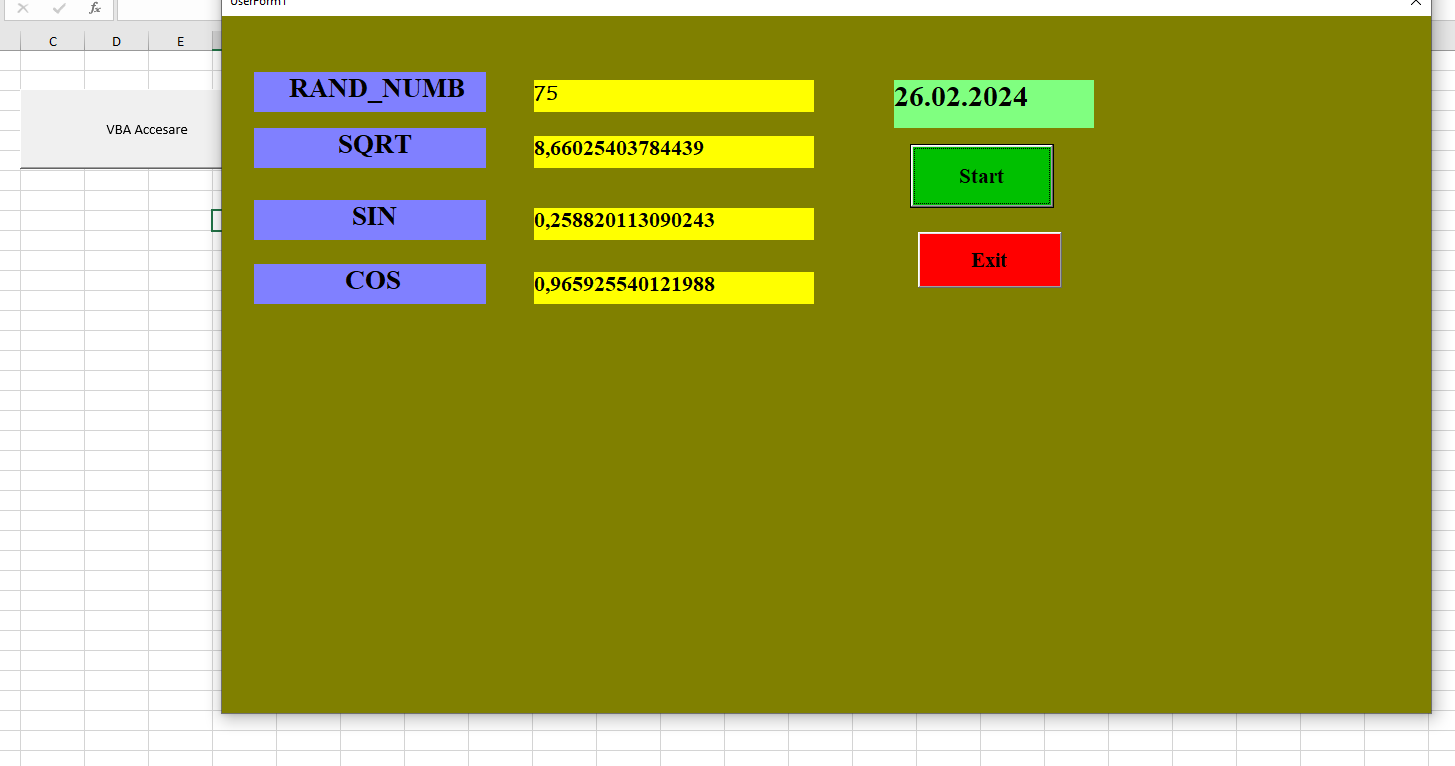 UserForm1
fx
C D E
VBA Accesare
RAND_NUMB 75 26.02.2024
SQRT 8,66025403784439
Start
SIN 0,258820113090243
Exit
COS 0,965925540121988